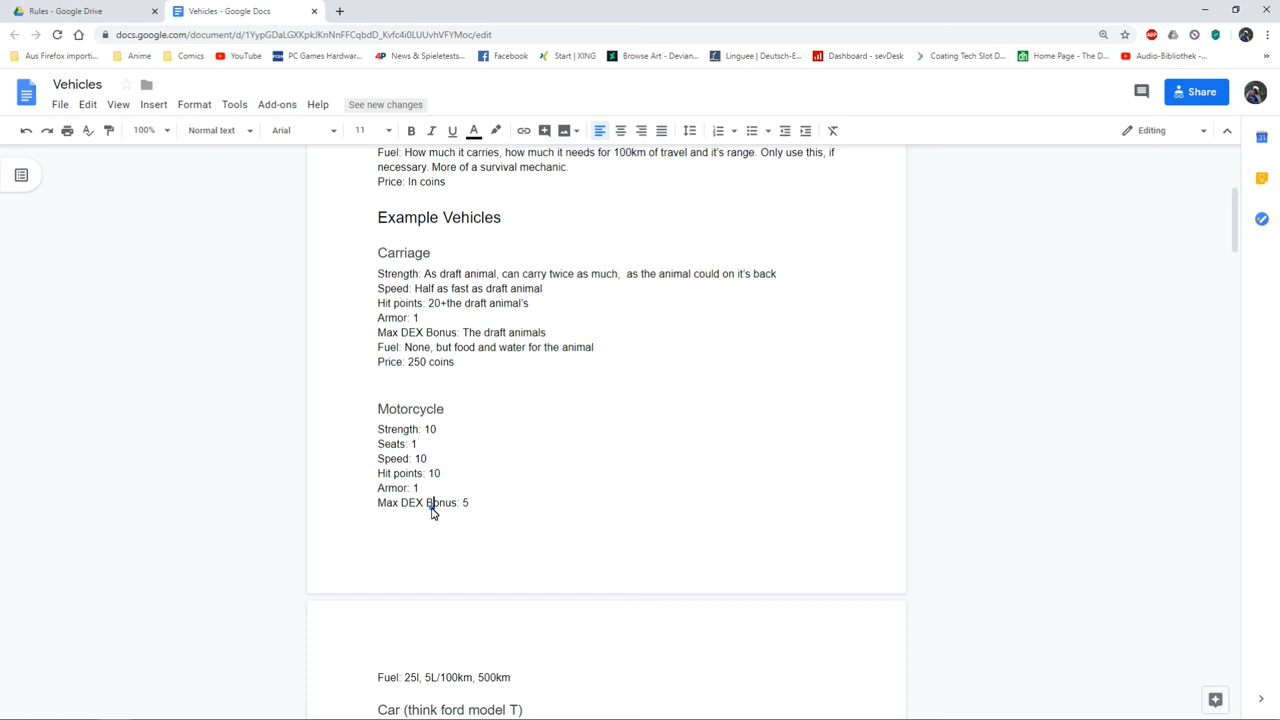 Rules - Google Drive
Vehicles - Google Docs
docs.google.com/document/d/1YypGDaLGXKpkJKnNnFFCqbdD_Kvfc4i0LUUvhVFYMoc/edit
Aus Firefox importi...
Anime
Comics
YouTube
PC Games Hardwar...
News & Spieletests...
Facebook
Start | XING
Browse Art - Devian...
Linguee | Deutsch-E...
Dashboard - sevDesk
Coating Tech Slot D...
Home Page - The D...
Audio-Bibliothek -...
Vehicles
File Edit View Insert Format Tools Add-ons Help
See new changes
Share
100% Normal text Arial 11
Editing
Fuel: How much it carries, how much it needs for 100km of travel and it's range. Only use this, if
necessary. More of a survival mechanic.
Price: In coins
Example Vehicles
Carriage
Strength: As draft animal, can carry twice as much, as the animal could on it's back
Speed: Half as fast as draft animal
Hit points: 20+the draft animal's
Armor: 1
Max DEX Bonus: The draft animals
Fuel: None, but food and water for the animal
Price: 250 coins
Motorcycle
Strength: 10
Seats: 1
Speed: 10
Hit points: 10
Armor: 1
Max DEX Bonus: 5
Fuel: 25l, 5L/100km, 500km
Car (think ford model T)